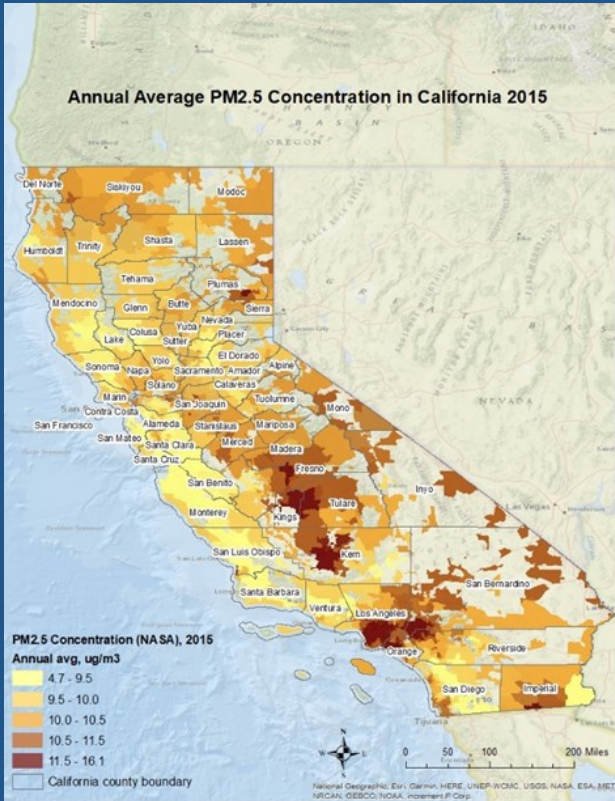 Annual Average PM2.5 Concentration in California 2015
IDAHO
OREGON
BASIN
Del Norte
Siskiyou
Modoc
Humboldt
Trinity
Shasta
Lassen
Tehama
Plumas
Mendocino
Glenn
Butte
Sierra
Nevada
Colusa
Yuba
Placer
Lake
Sutter
Yolo
El Dorado
Sonoma
Napa
Sacramento
Amador
Alpine
Solano
Calaveras
Marin
Contra Costa
San Joaquin
Tuolumne
Mono
NEVADA
San Francisco
Alameda
Stanislaus
Mariposa
San Mateo
Santa Clara
Merced
Madera
Santa Cruz
Fresno
San Benito
Tulare
Inyo
Las Vegas
Monterey
Kings
San Luis Obispo
Kern
San Bernardino
Santa Barbara
Ventura
Los Angeles
Orange
Riverside
San Diego
Imperial
Tijuana
PM2.5 Concentration (NASA), 2015
Annual avg, ug/m3
4.7 - 9.5
9.5 - 10.0
10.0 - 10.5
10.5 - 11.5
11.5 - 16.1
California county boundary
N
0 50 100 200 Miles
National Geographic, Esri, Garmin, HERE, UNEP-WCMC, USGS, NASA, ESA, MET
NRCAN, GEBCO, NOAA, increment P Corp.